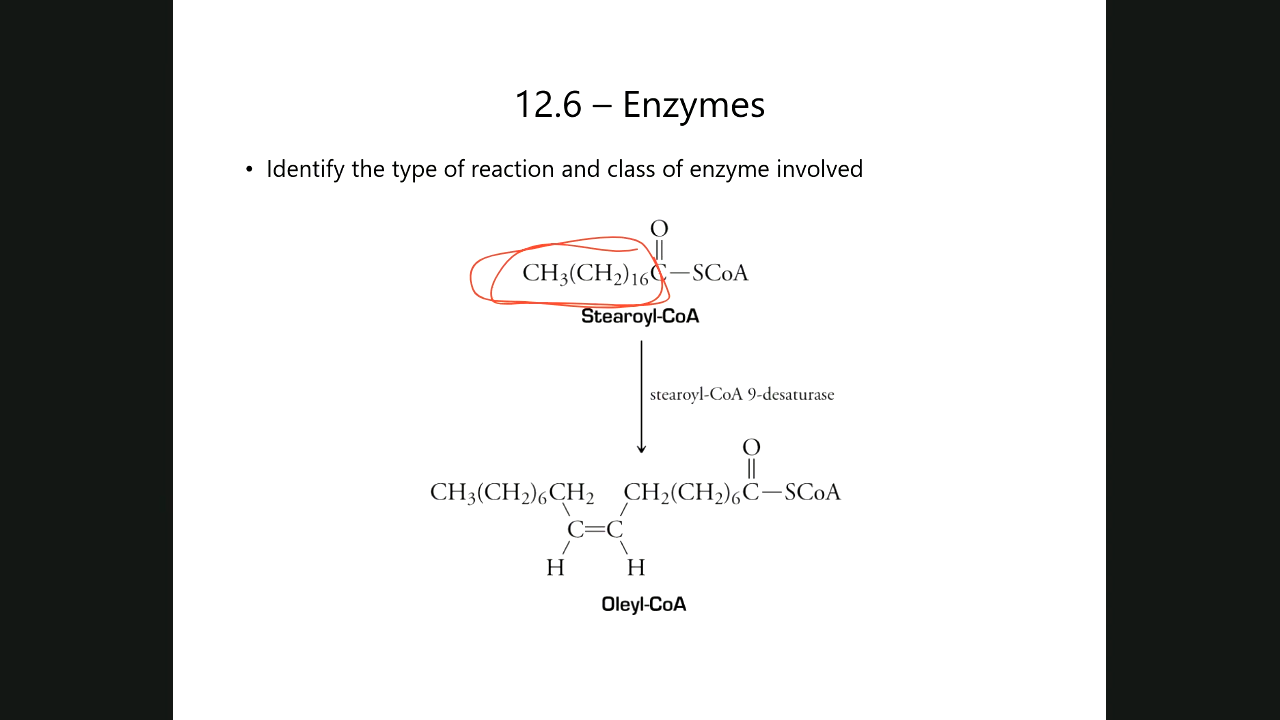 12.6 – Enzymes
• Identify the type of reaction and class of enzyme involved
O
CH₃(CH₂)₁₆C—SCoA
Stearoyl-CoA
stearoyl-CoA 9-desaturase
O
CH₃(CH₂)₆CH₂ CH₂(CH₂)₆C—SCoA
C=C
H H
Oleyl-CoA